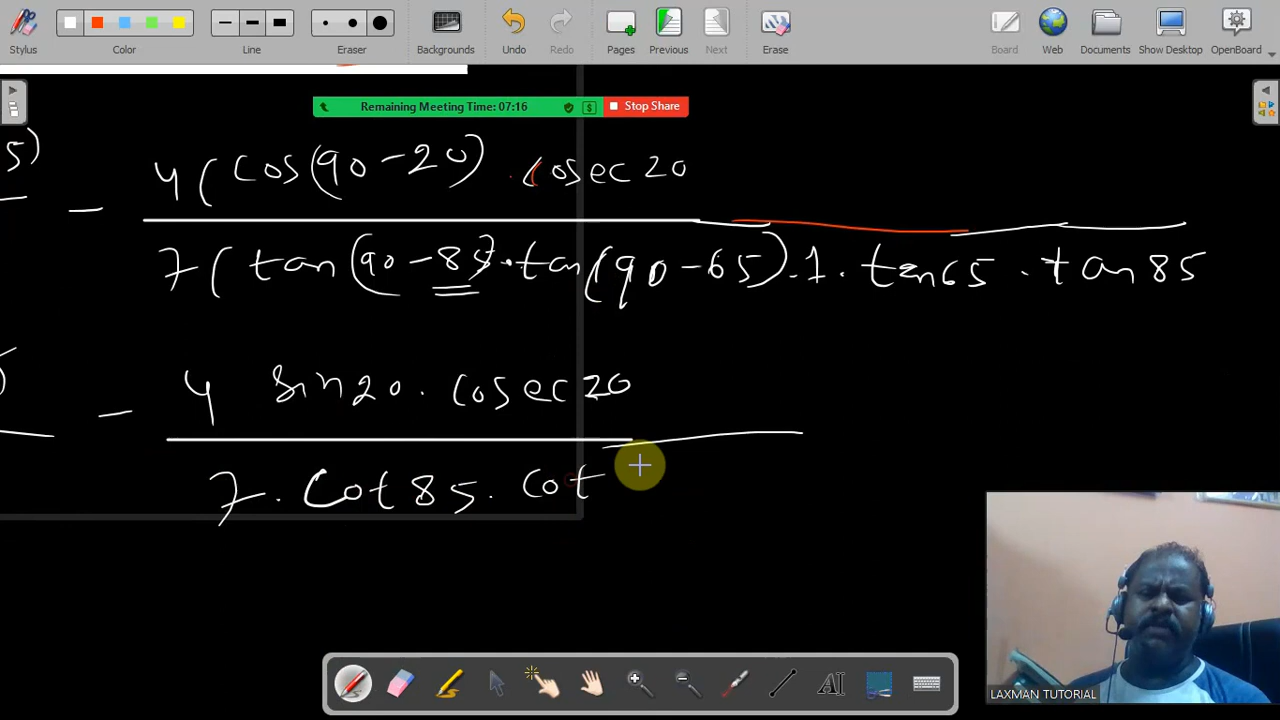 Stylus Color Line Eraser Backgrounds Undo Redo Pages Previous Next Erase Board Web Documents Show Desktop OpenBoard
Remaining Meeting Time: 07:16 Stop Share
5) - 4 ( cos(90-20) . cosec 20
7 ( tan (90-85 . tan (90-65) . 1 . tan 65 . tan 85
- 4 sin 20 . cosec 20
7 . cot 85 . cot
LAXMAN TUTORIAL